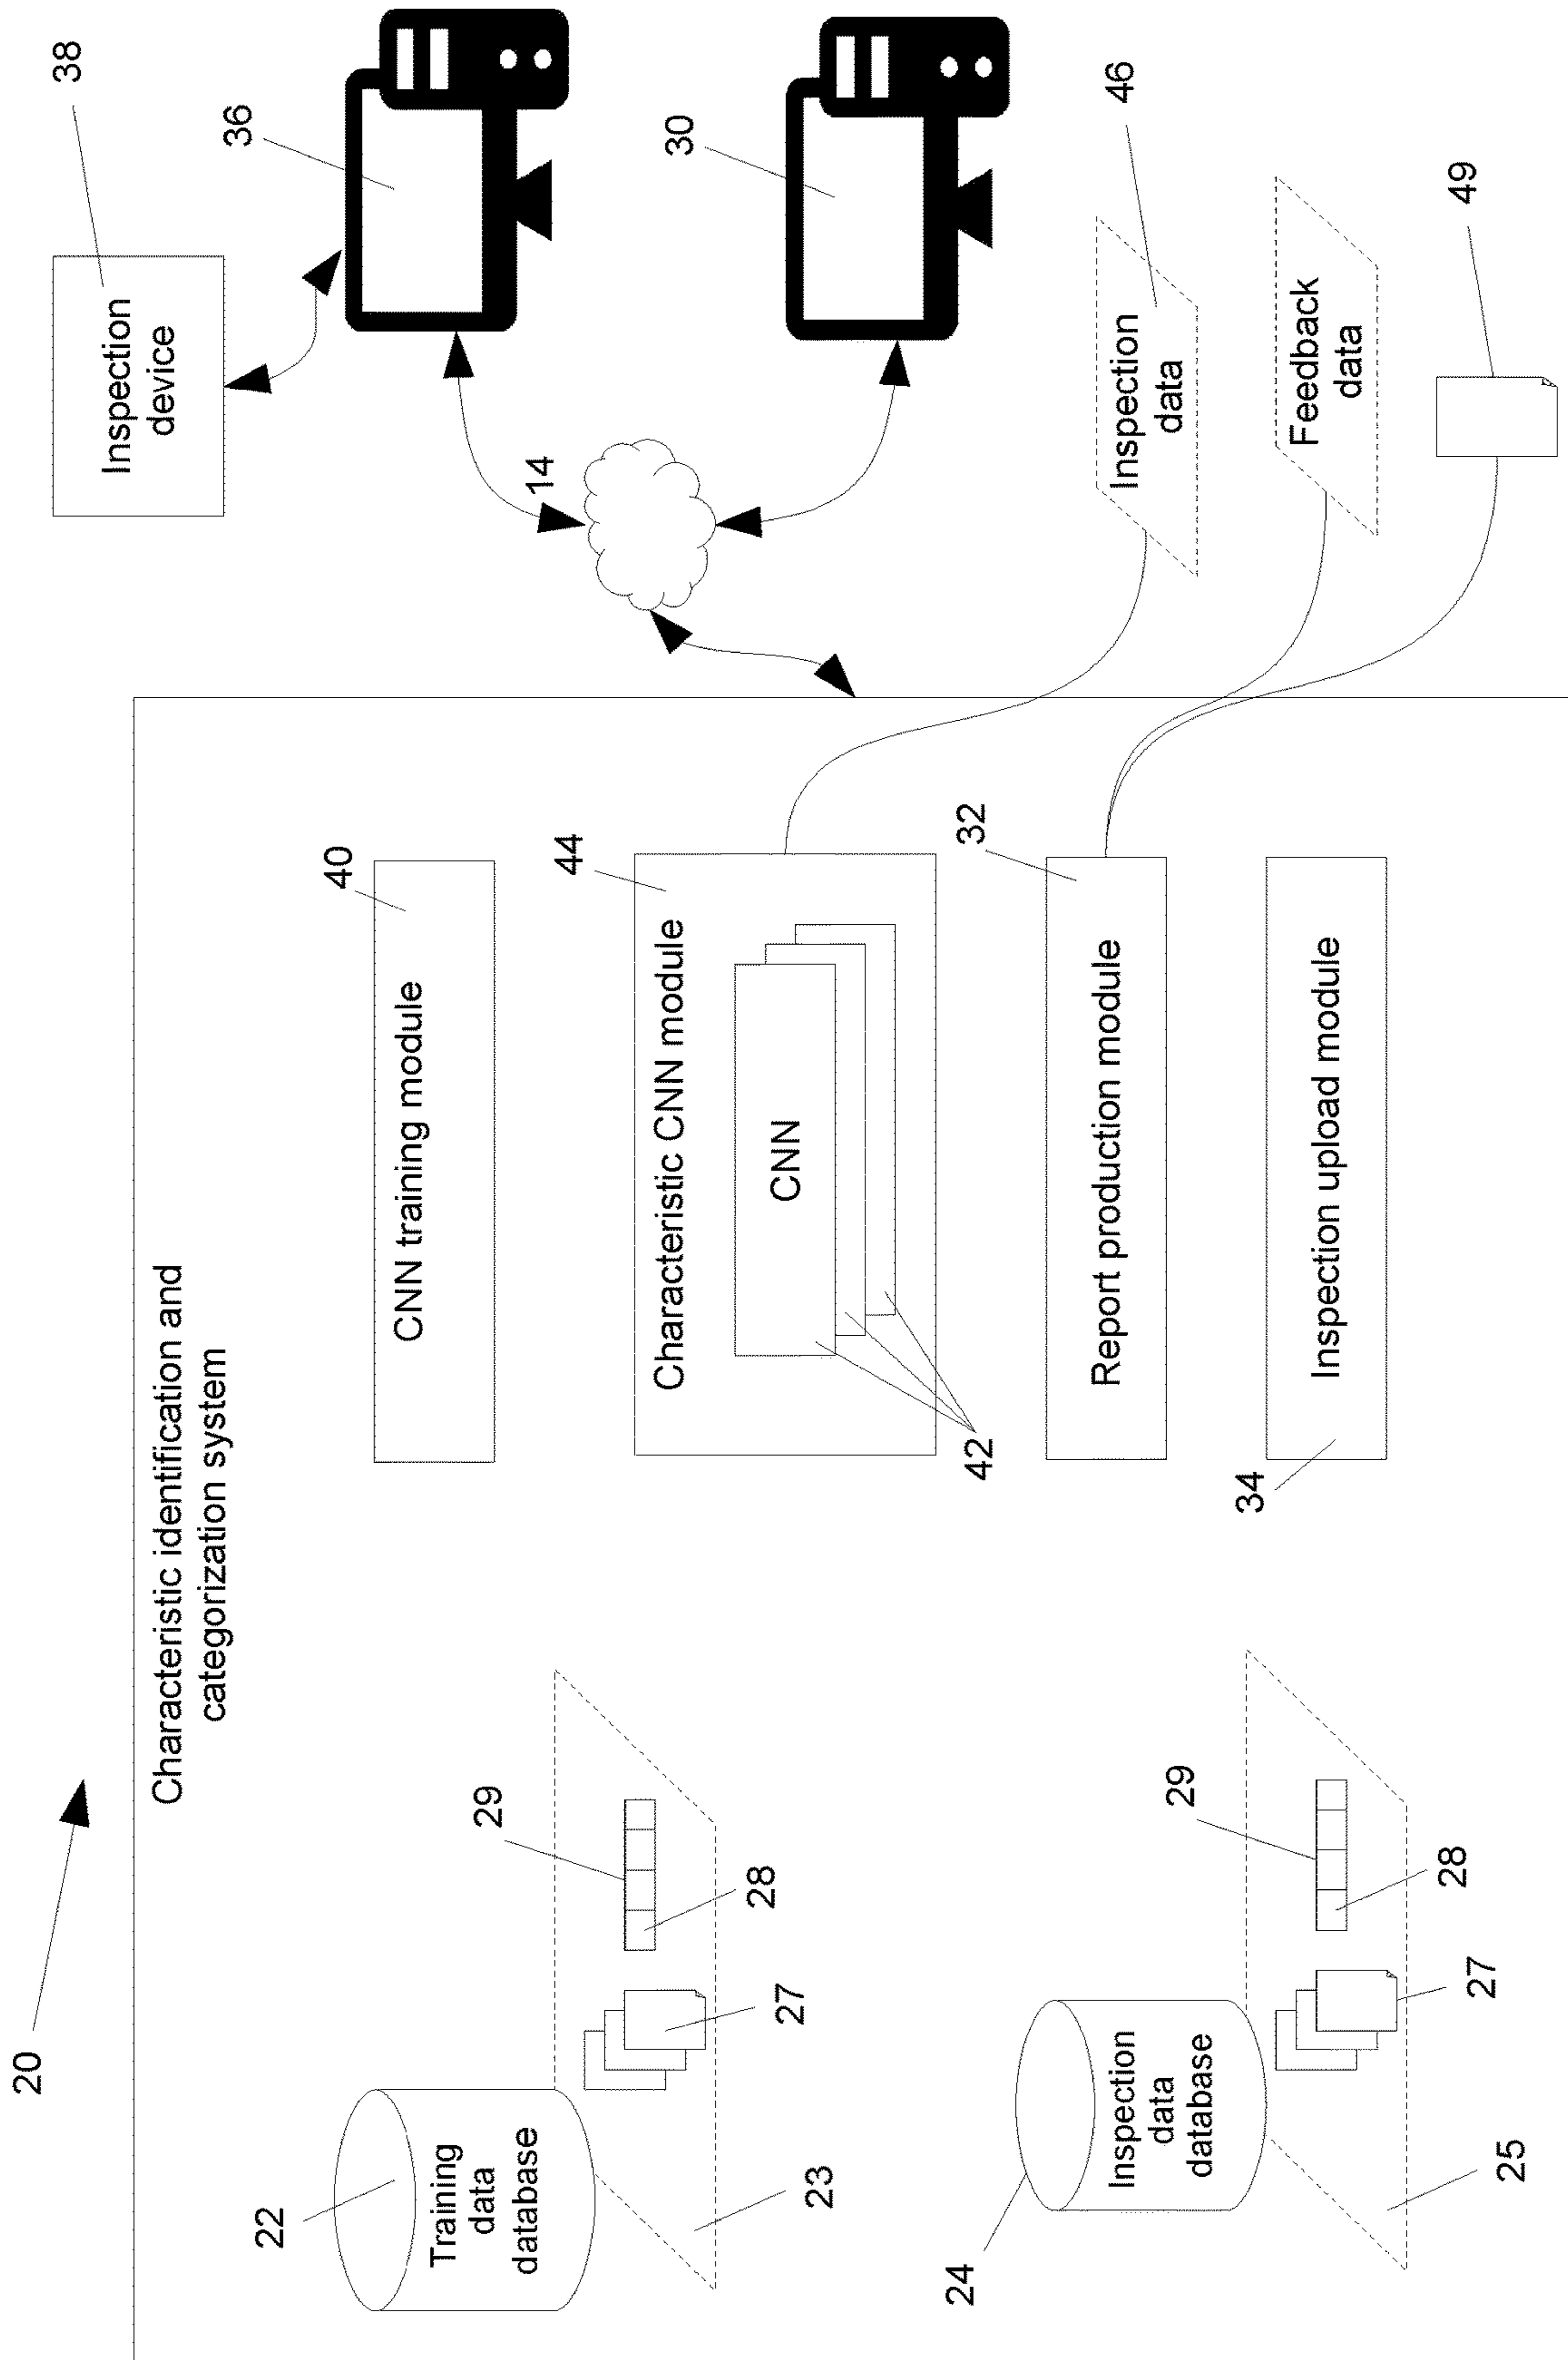 20
Characteristic identification and
categorization system
22
Training
data
database
23
27
28
29
24
Inspection
data
database
25
27
28
29
40
CNN training module
44
Characteristic CNN module
CNN
42
32
Report production module
34
Inspection upload module
38
Inspection
device
36
14
30
46
Inspection
data
Feedback
data
49